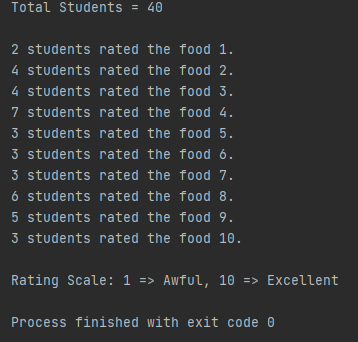 Total Students = 40
2 students rated the food 1.
4 students rated the food 2.
4 students rated the food 3.
7 students rated the food 4.
3 students rated the food 5.
3 students rated the food 6.
3 students rated the food 7.
6 students rated the food 8.
5 students rated the food 9.
3 students rated the food 10.
Rating Scale: 1 => Awful, 10 => Excellent
Process finished with exit code 0